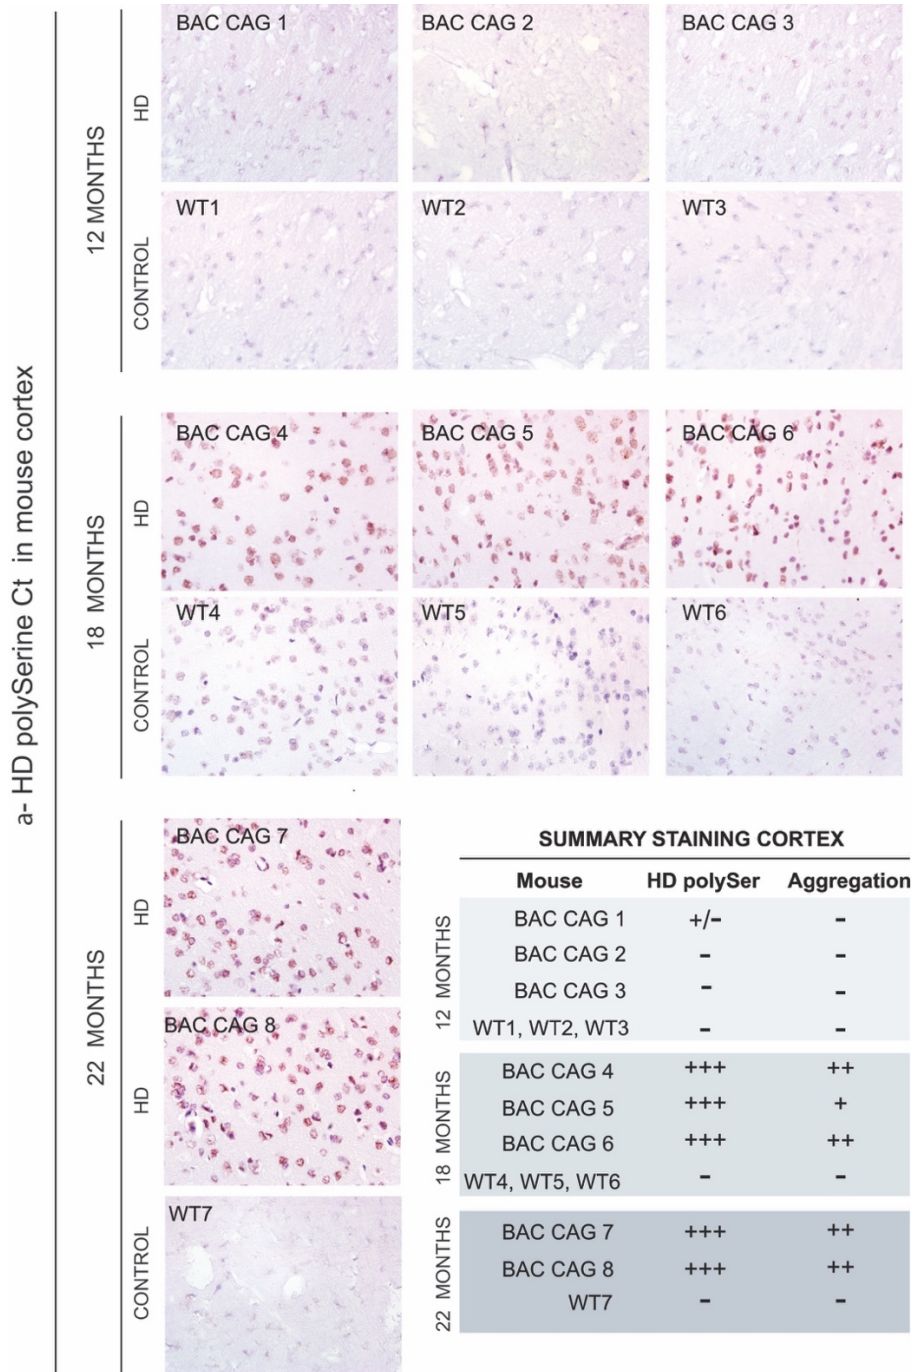 a- HD polySerine Ct in mouse cortex
12 MONTHS
HD
BAC CAG 1
BAC CAG 2
BAC CAG 3
CONTROL
WT1
WT2
WT3
18 MONTHS
HD
BAC CAG 4
BAC CAG 5
BAC CAG 6
CONTROL
WT4
WT5
WT6
22 MONTHS
HD
BAC CAG 7
HD
BAC CAG 8
CONTROL
WT7
SUMMARY STAINING CORTEX
Mouse HD polySer Aggregation
12 MONTHS
BAC CAG 1 +/- -
BAC CAG 2 - -
BAC CAG 3 - -
WT1, WT2, WT3 - -
18 MONTHS
BAC CAG 4 +++ ++
BAC CAG 5 +++ +
BAC CAG 6 +++ ++
WT4, WT5, WT6 - -
22 MONTHS
BAC CAG 7 +++ ++
BAC CAG 8 +++ ++
WT7 - -